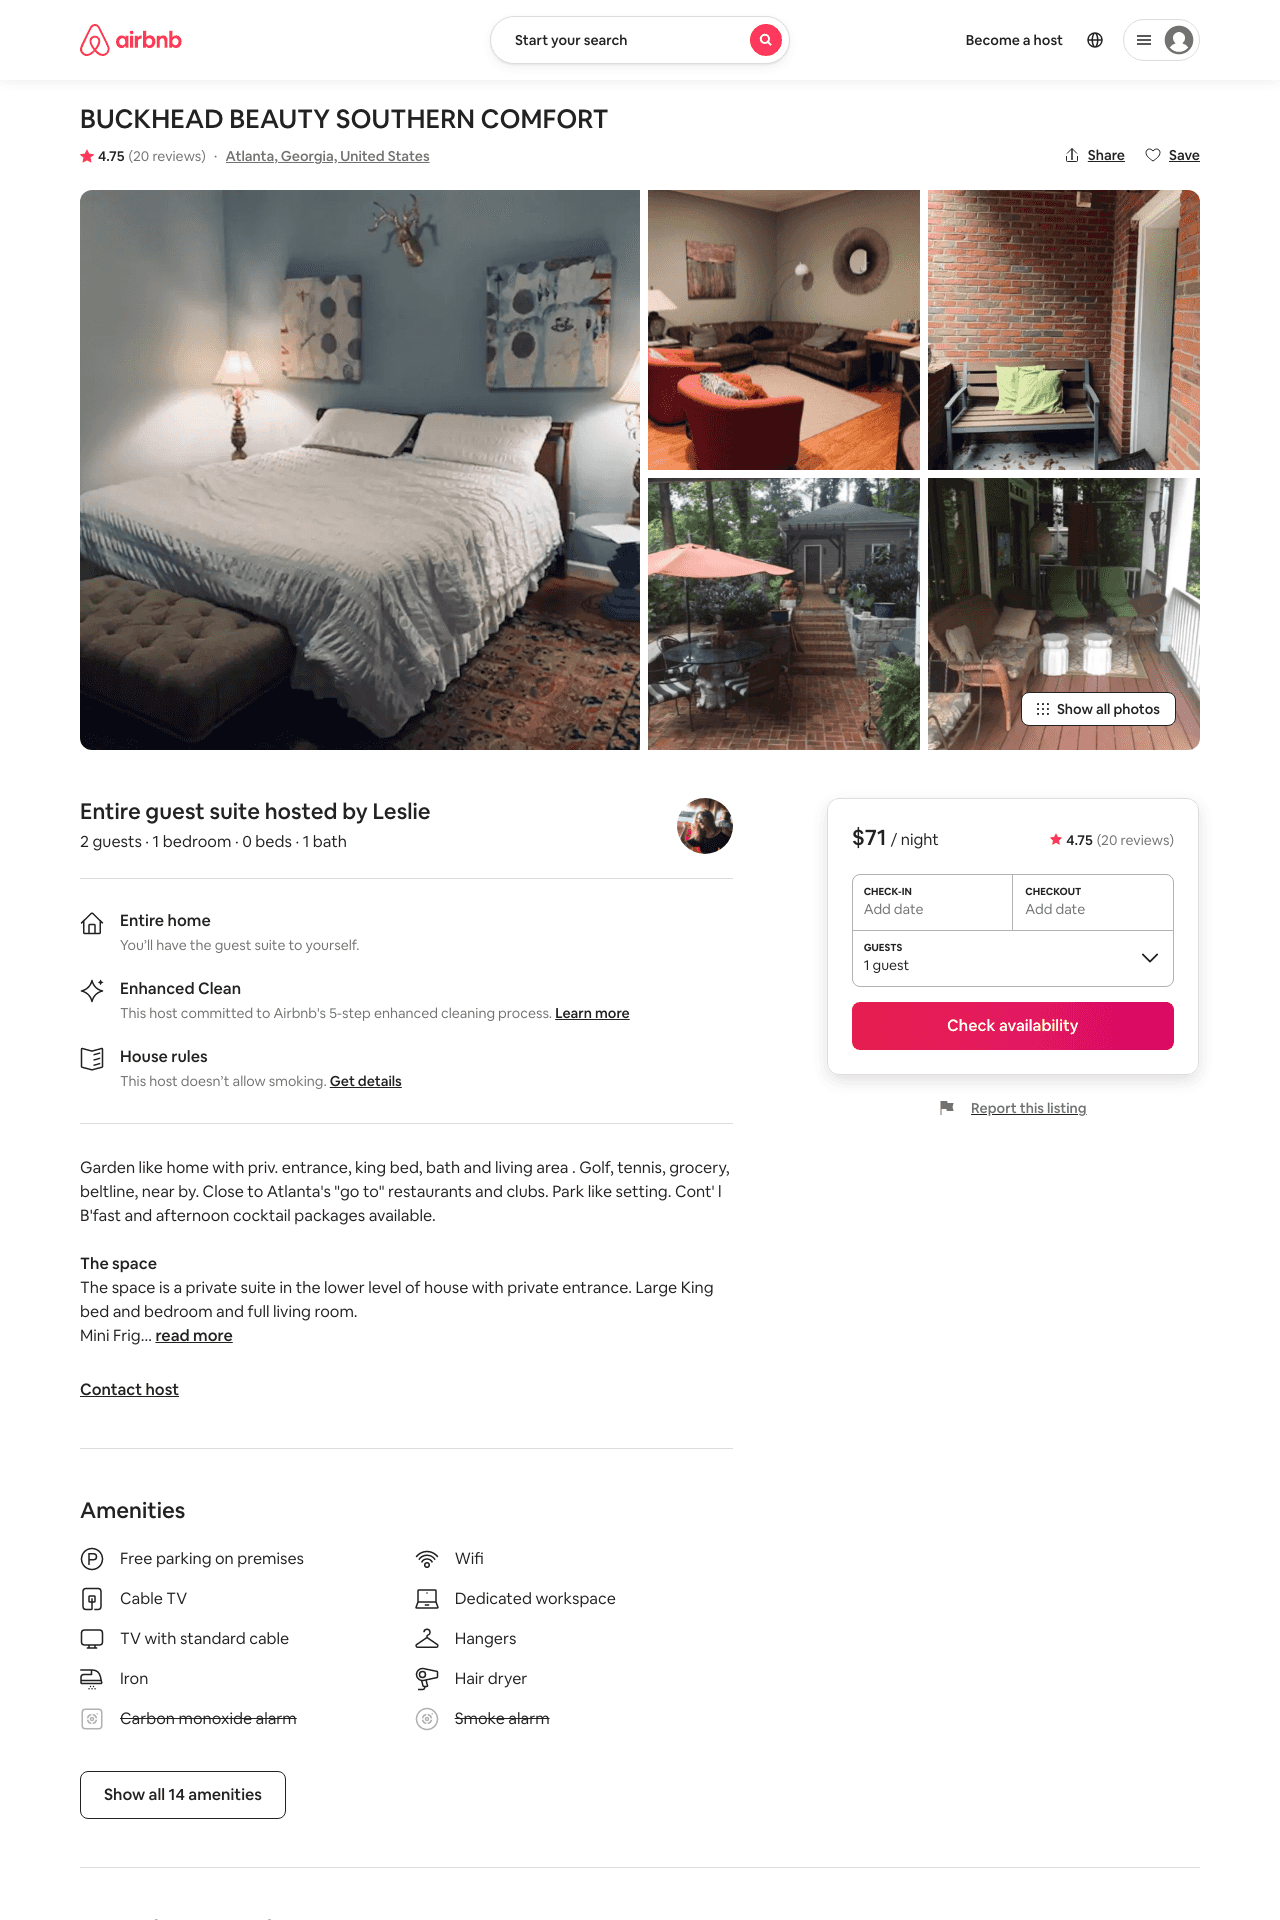 airbnb
Start your search
Become a host
BUCKHEAD BEAUTY SOUTHERN COMFORT
4.75 (20 reviews) · Atlanta, Georgia, United States
Share
Save
Show all photos
Entire guest suite hosted by Leslie
2 guests · 1 bedroom · 0 beds · 1 bath
$71 / night
4.75 (20 reviews)
CHECK-IN
Add date
CHECKOUT
Add date
GUESTS
1 guest
Check availability
Report this listing
Entire home
You’ll have the guest suite to yourself.
Enhanced Clean
This host committed to Airbnb's 5-step enhanced cleaning process. Learn more
House rules
This host doesn’t allow smoking. Get details
Garden like home with priv. entrance, king bed, bath and living area . Golf, tennis, grocery,
beltline, near by. Close to Atlanta's "go to" restaurants and clubs. Park like setting. Cont' l
B'fast and afternoon cocktail packages available.
The space
The space is a private suite in the lower level of house with private entrance. Large King
bed and bedroom and full living room.
Mini Frig... read more
Contact host
Amenities
Free parking on premises
Wifi
Cable TV
Dedicated workspace
TV with standard cable
Hangers
Iron
Hair dryer
Carbon monoxide alarm
Smoke alarm
Show all 14 amenities